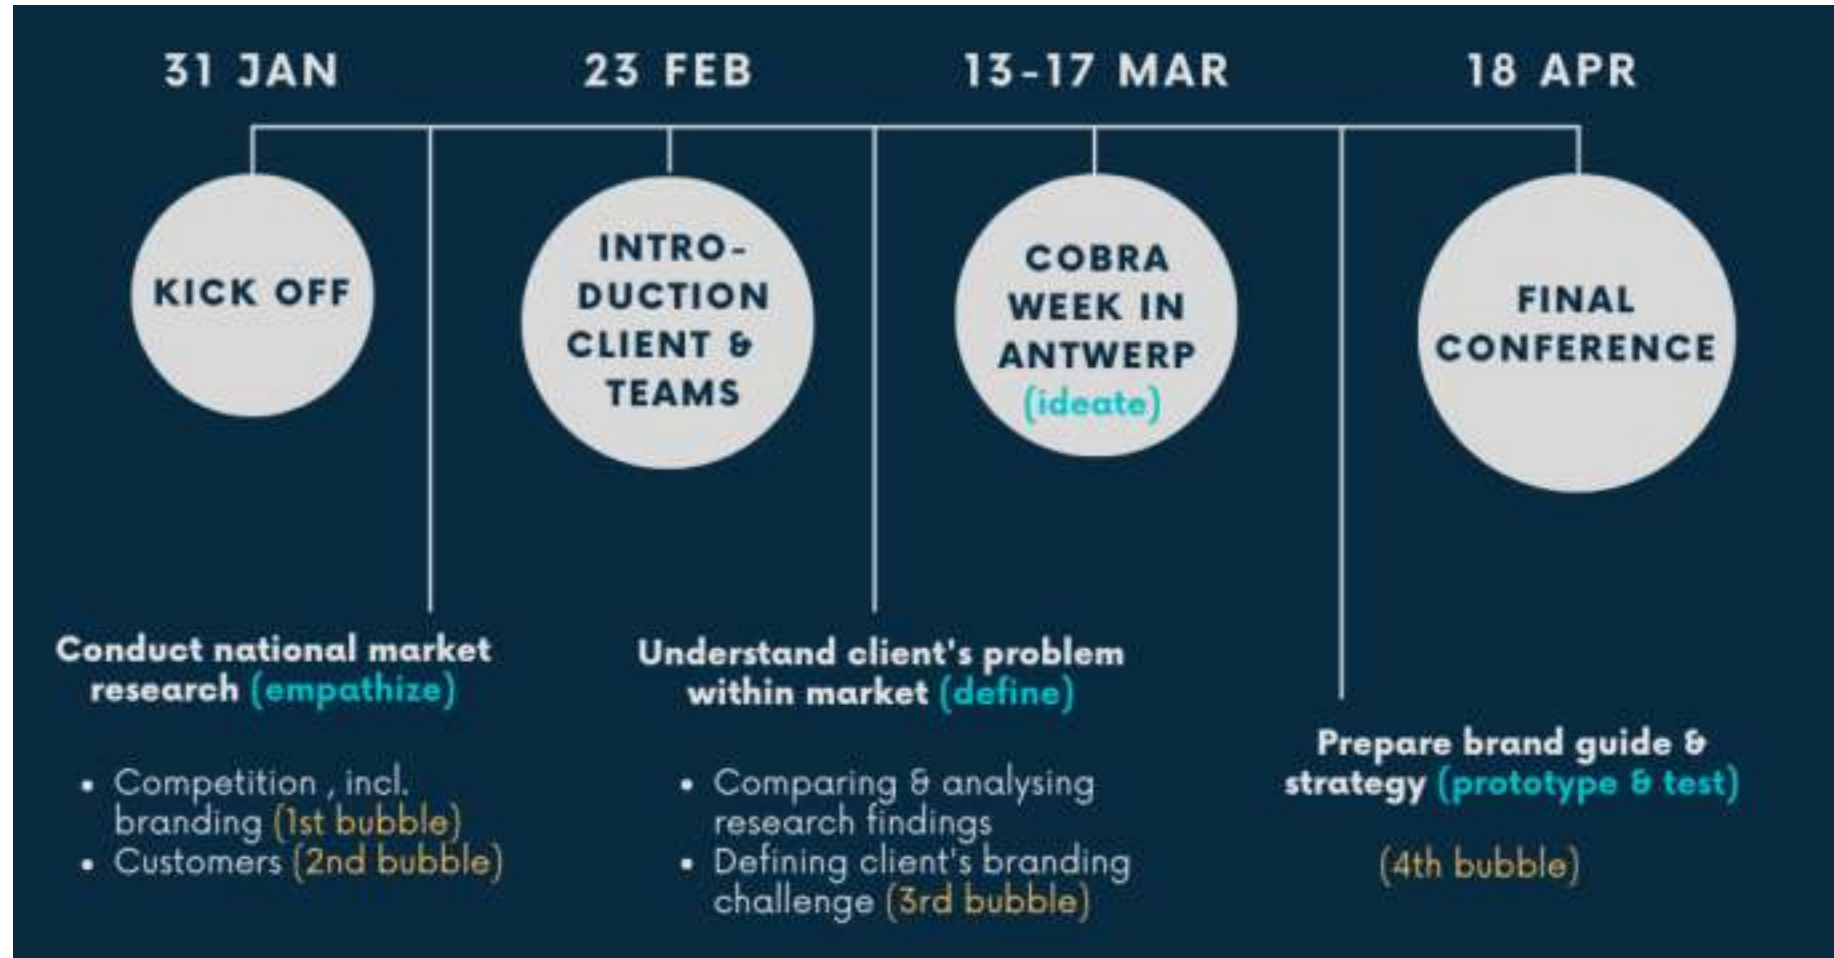 31 JAN
23 FEB
13-17 MAR
18 APR
KICK OFF
INTRO-
DUCTION
CLIENT &
TEAMS
COBRA
WEEK IN
ANTWERP
(ideate)
FINAL
CONFERENCE
Conduct national market
research (empathize)
• Competition , incl.
branding (1st bubble)
• Customers (2nd bubble)
Understand client's problem
within market (define)
• Comparing & analysing
research findings
• Defining client's branding
challenge (3rd bubble)
Prepare brand guide &
strategy (prototype & test)
(4th bubble)